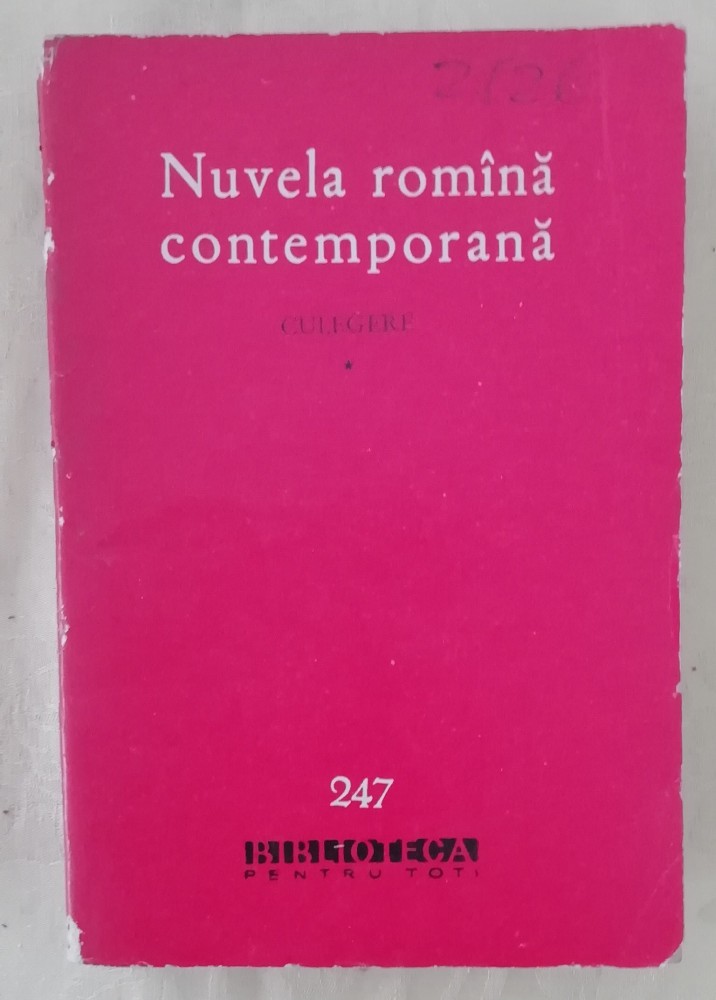 Nuvela romînă
contemporană
CULEGERE
*
247
BIBLIOTECA
PENTRU TOȚI